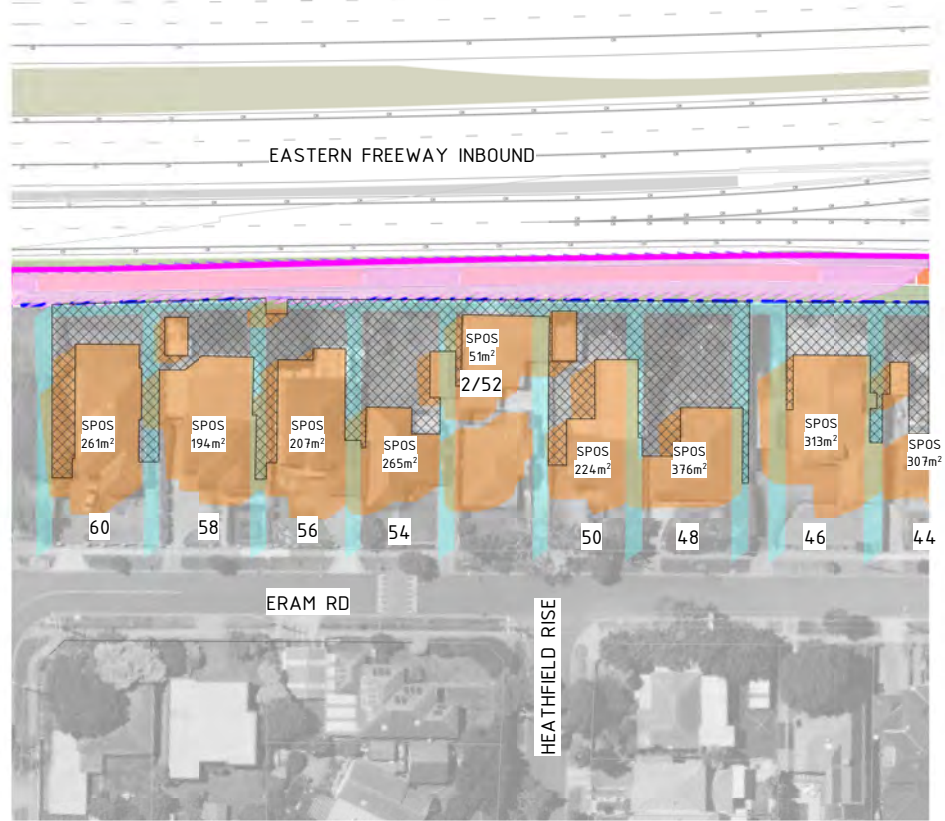 EASTERN FREEWAY INBOUND
SPOS
51m²
2/52
SPOS
261m²
SPOS
194m²
SPOS
207m²
SPOS
265m²
SPOS
224m²
SPOS
376m²
SPOS
313m²
SPOS
307m²
60
58
56
54
50
48
46
44
ERAM RD
HEATHFIELD RISE